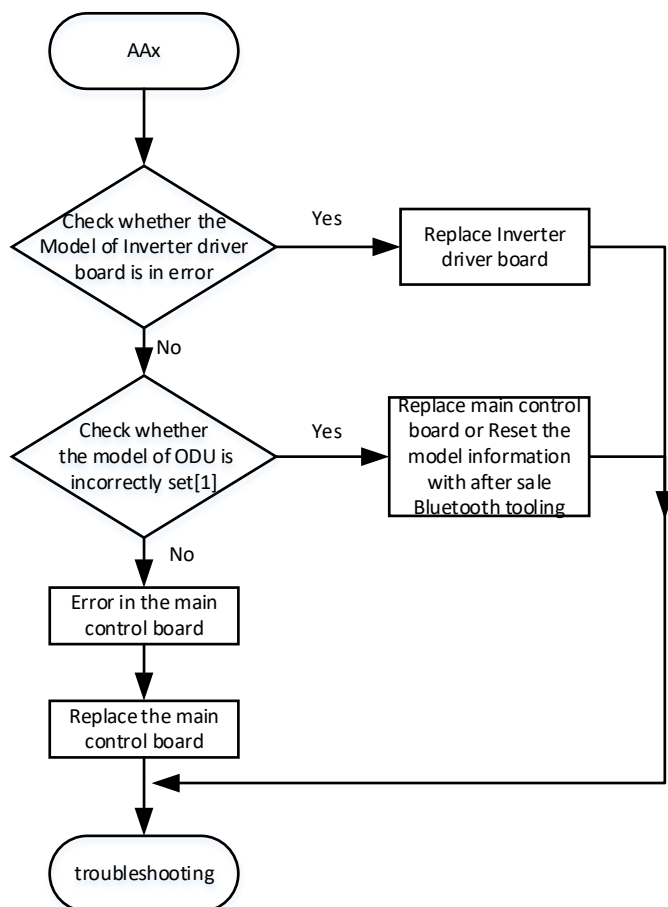 AAx
Check whether the
Model of Inverter driver
board is in error
Yes
Replace Inverter
driver board
No
Check whether
the model of ODU is
incorrectly set[1]
Yes
Replace main control
board or Reset the
model information
with after sale
Bluetooth tooling
No
Error in the main
control board
Replace the main
control board
troubleshooting